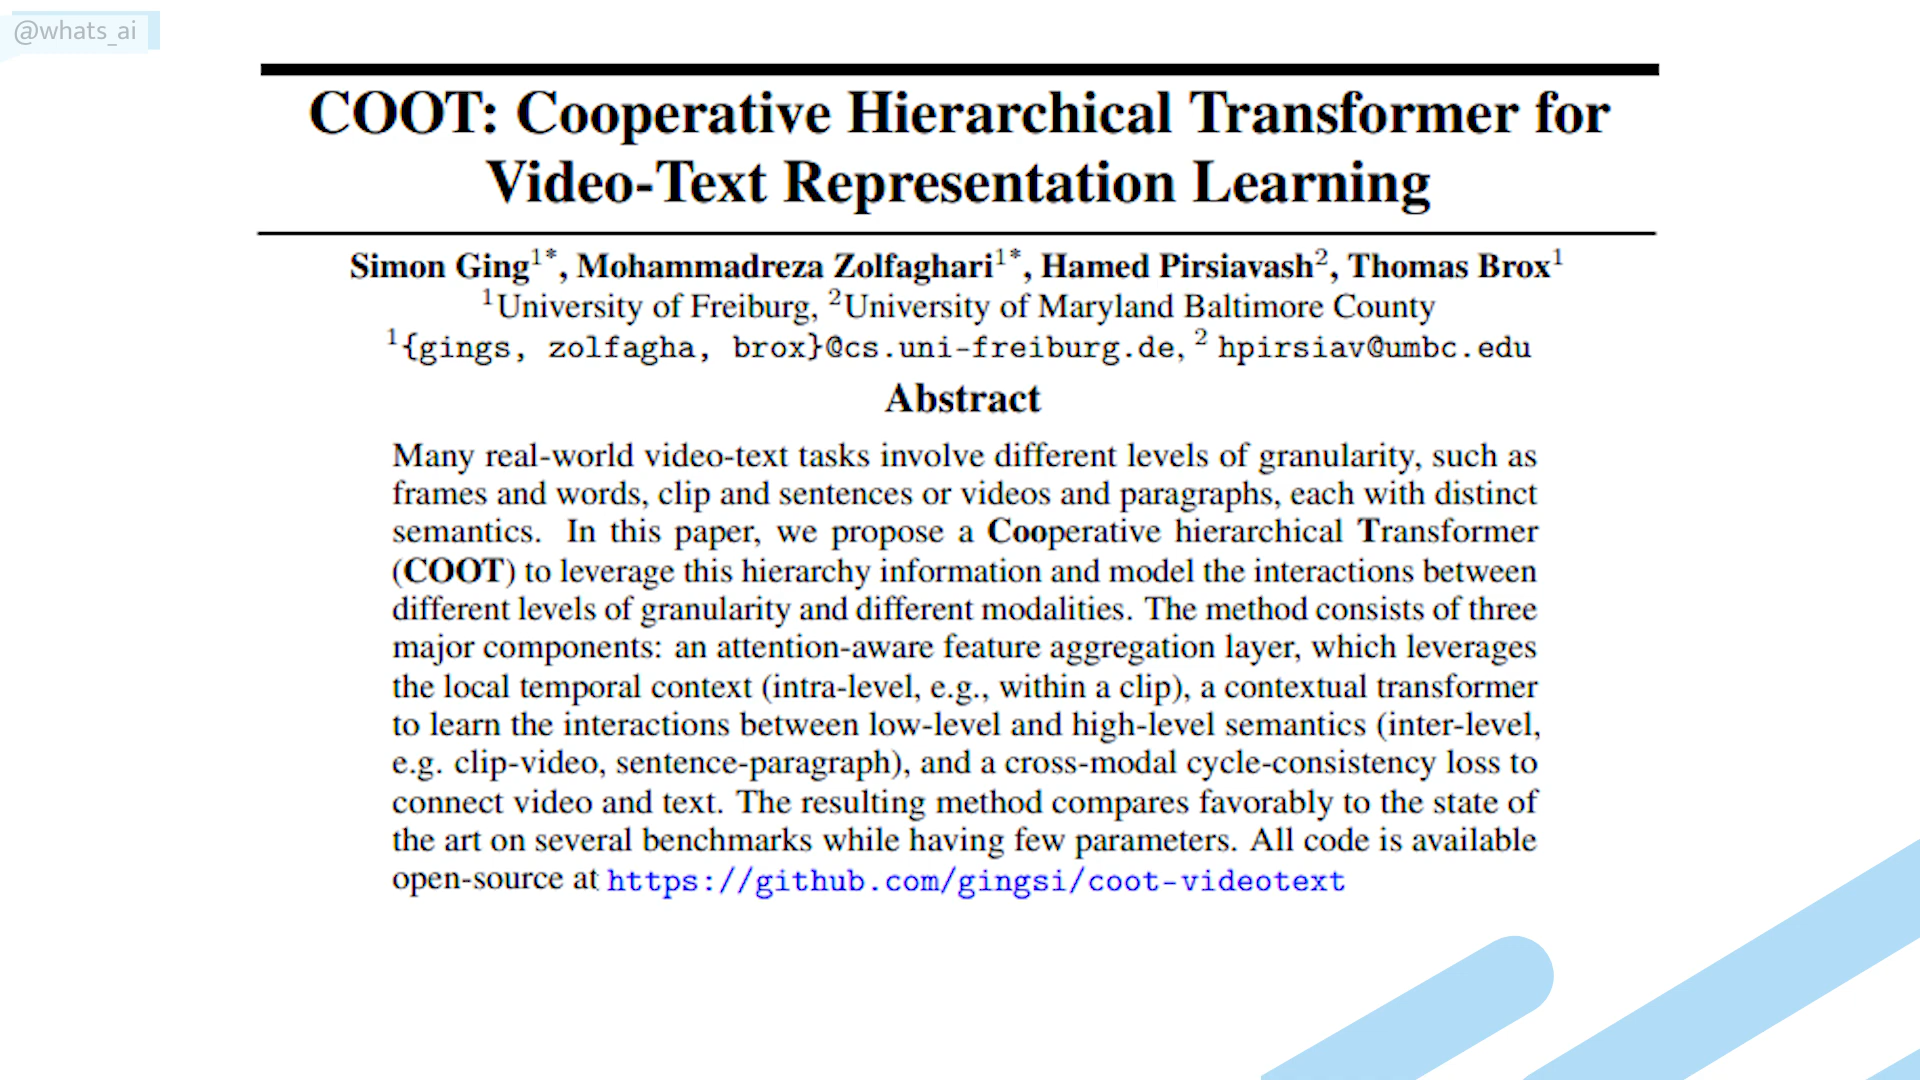 @whats_ai
COOT: Cooperative Hierarchical Transformer for
Video-Text Representation Learning
Simon Ging1*, Mohammadreza Zolfaghari1*, Hamed Pirsiavash2, Thomas Brox1
1University of Freiburg, 2University of Maryland Baltimore County
1{gings, zolfagha, brox}@cs.uni-freiburg.de, 2 hpirsiav@umbc.edu
Abstract
Many real-world video-text tasks involve different levels of granularity, such as
frames and words, clip and sentences or videos and paragraphs, each with distinct
semantics. In this paper, we propose a Cooperative hierarchical Transformer
(COOT) to leverage this hierarchy information and model the interactions between
different levels of granularity and different modalities. The method consists of three
major components: an attention-aware feature aggregation layer, which leverages
the local temporal context (intra-level, e.g., within a clip), a contextual transformer
to learn the interactions between low-level and high-level semantics (inter-level,
e.g. clip-video, sentence-paragraph), and a cross-modal cycle-consistency loss to
connect video and text. The resulting method compares favorably to the state of
the art on several benchmarks while having few parameters. All code is available
open-source at https://github.com/gingsi/coot-videotext